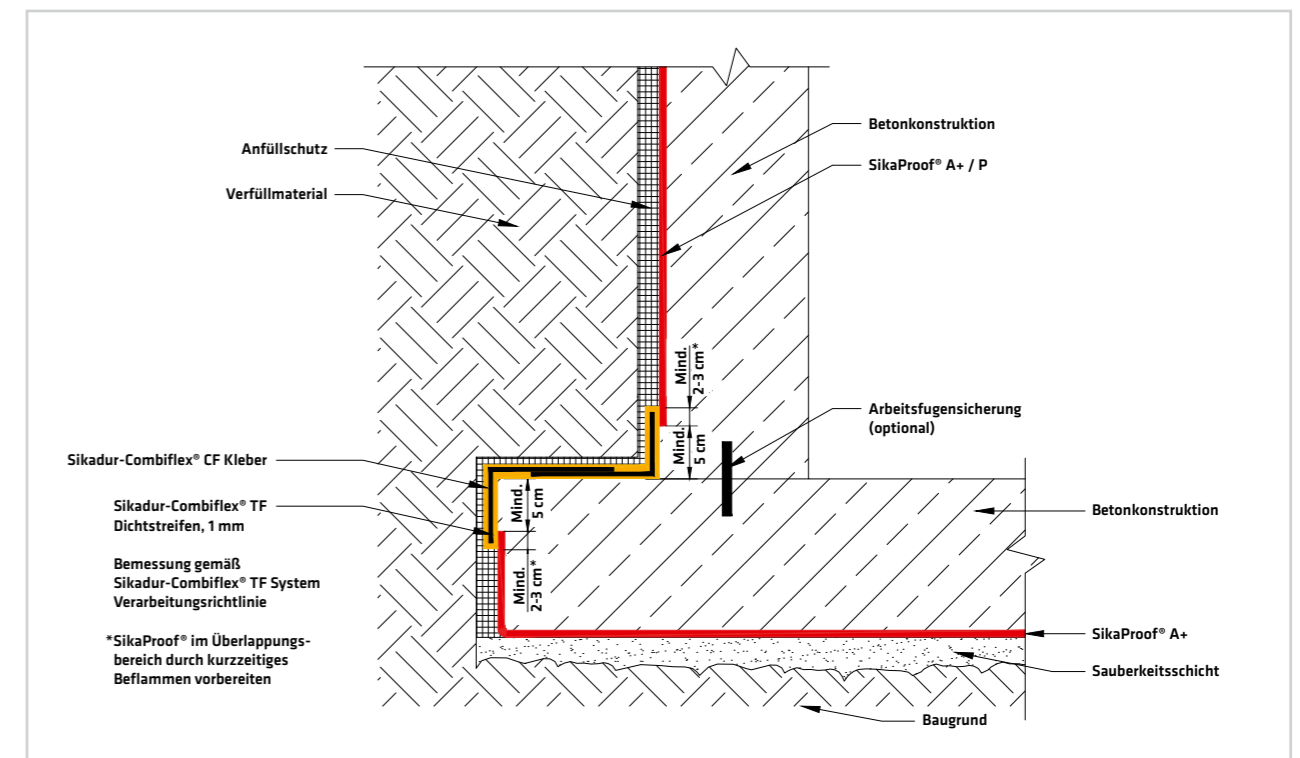 Anfüllschutz
Verfüllmaterial
Betonkonstruktion
SikaProof® A+ / P
Mind.
2-3 cm*
Mind.
5 cm
Arbeitsfugensicherung
(optional)
Sikadur-Combiflex® CF Kleber
Sikadur-Combiflex® TF
Dichtstreifen, 1 mm
Bemessung gemäß
Sikadur-Combiflex® TF System
Verarbeitungsrichtlinie
*SikaProof® im Überlappungs-
bereich durch kurzzeitiges
Beflammen vorbereiten
Mind.
5 cm
Mind.
2-3 cm*
Betonkonstruktion
SikaProof® A+
Sauberkeitsschicht
Baugrund